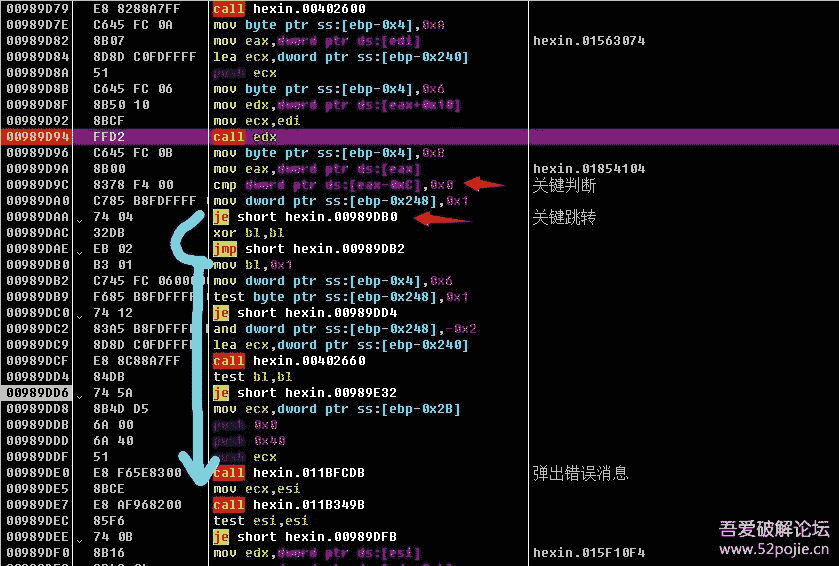 00989D79 E8 8288A7FF call hexin.00402600
00989D7E C645 FC 0A mov byte ptr ss:[ebp-0x4],
00989D82 8B07 mov eax,dword ptr ds:[edi] hexin.01563074
00989D84 8D8D C0FDFFFF lea ecx,dword ptr ss:[ebp-0x240]
00989D8A 51 push ecx
00989D8B C645 FC 06 mov byte ptr ss:[ebp-0x4],0x6
00989D8F 8B50 10 mov edx,dword ptr ds:[eax+0x10]
00989D92 8BCF mov ecx,edi
00989D94 FFD2 call edx
00989D96 C645 FC 0B mov byte ptr ss:[ebp-0x4],
00989D9A 8B00 mov eax,dword ptr ds:[eax] hexin.01854104
00989D9C 8378 F4 00 cmp dword ptr ds:[eax-0xC],0x0 关键判断
00989DA0 C785 B8FDFFFF mov dword ptr ss:[ebp-0x248],0x1
00989DAA 74 04 je short hexin.00989DB0 关键跳转
00989DAC 32DB xor bl,bl
00989DAE EB 02 jmp short hexin.00989DB2
00989DB0 B3 01 mov bl,0x1
00989DB2 C745 FC 060000 mov dword ptr ss:[ebp-0x4],0x6
00989DB9 F685 B8FDFFFF test byte ptr ss:[ebp-0x248],0x1
00989DC0 74 12 je short hexin.00989DD4
00989DC2 83A5 B8FDFFFF and dword ptr ss:[ebp-0x248],-0x2
00989DC9 8D8D C0FDFFFF lea ecx,dword ptr ss:[ebp-0x240]
00989DCF E8 8C88A7FF call hexin.00402660
00989DD4 84DB test bl,bl
00989DD6 74 5A je short hexin.00989E32
00989DD8 8B4D D5 mov ecx,dword ptr ss:[ebp-0x2B]
00989DDB 6A 00 push 0x0
00989DDD 6A 40 push 0x40
00989DDF 51 push ecx
00989DE0 E8 F65E8300 call hexin.011BFCDB 弹出错误消息
00989DE5 8BCE mov ecx,esi
00989DE7 E8 AF968200 call hexin.011B349B
00989DEC 85F6 test esi,esi
00989DEE 74 0B je short hexin.00989DFB
00989DF0 8B16 mov edx,dword ptr ds:[esi] hexin.015F10F4
吾爱破解论坛
www.52pojie.cn